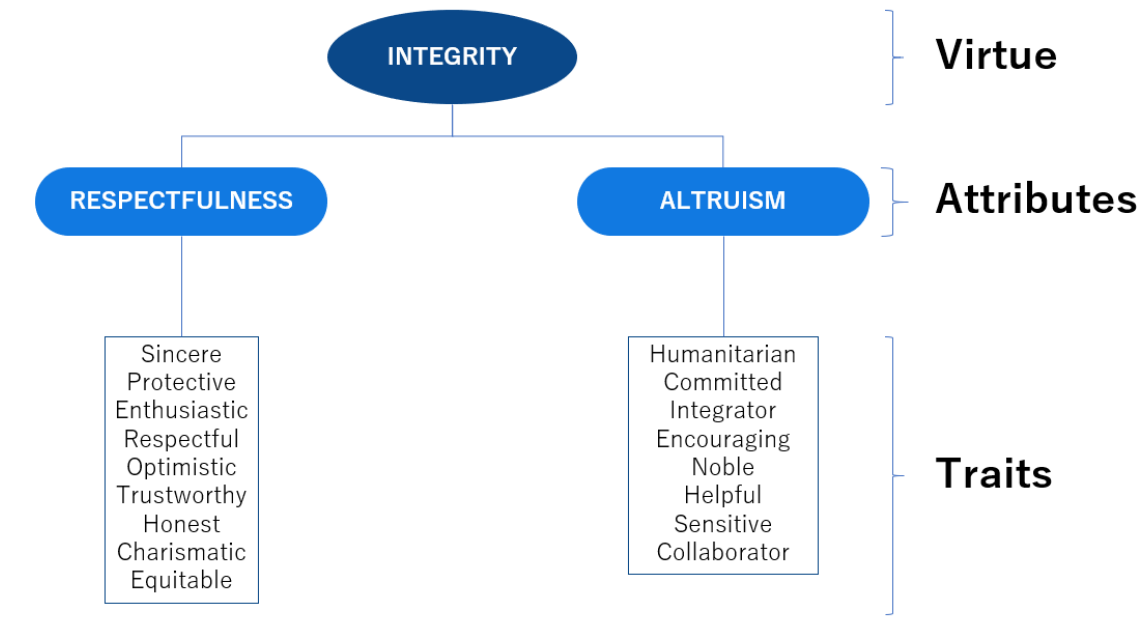 INTEGRITY
Virtue
RESPECTFULNESS
ALTRUISM
Attributes
Sincere
Protective
Enthusiastic
Respectful
Optimistic
Trustworthy
Honest
Charismatic
Equitable
Humanitarian
Committed
Integrator
Encouraging
Noble
Helpful
Sensitive
Collaborator
Traits